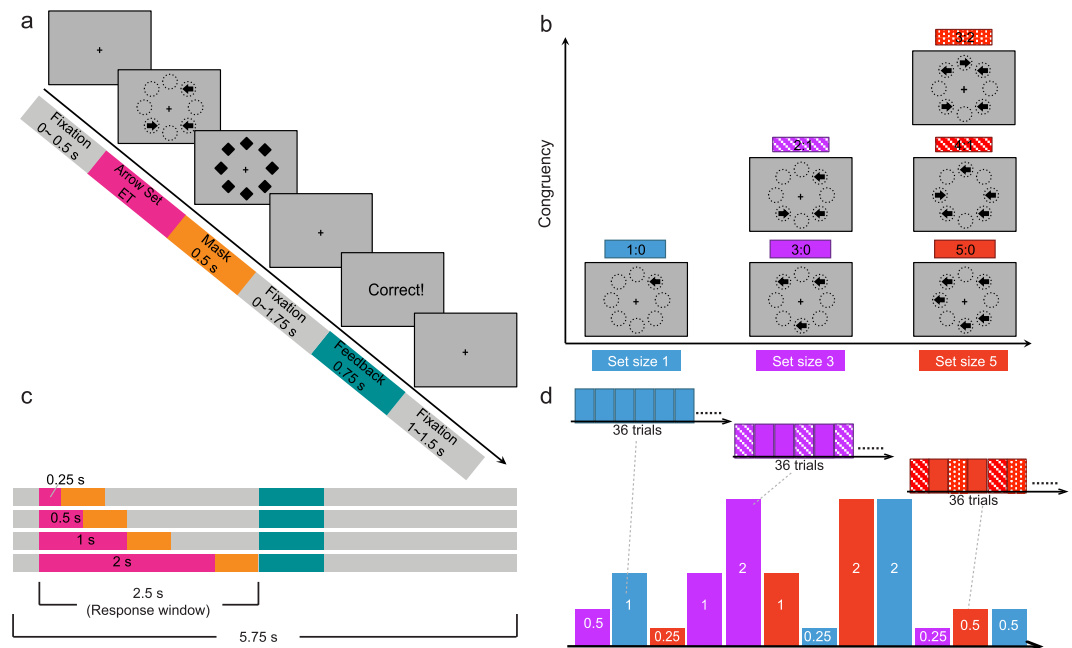 a
+
+
+
+
Correct!
+
Fixation
0~ 0.5 s
Arrow Set
ET
Mask
0.5 s
Fixation
0~1.75 s
Feedback
0.75 s
Fixation
1~1.5 s
b
Congruency
3:2
+
2:1
4:1
+
+
1:0
3:0
5:0
+
+
+
Set size 1
Set size 3
Set size 5
c
0.25 s
0.5 s
1 s
2 s
2.5 s
(Response window)
5.75 s
d
......
36 trials
......
36 trials
......
36 trials
0.5
1
0.25
1
2
1
0.25
2
2
0.25
0.5
0.5